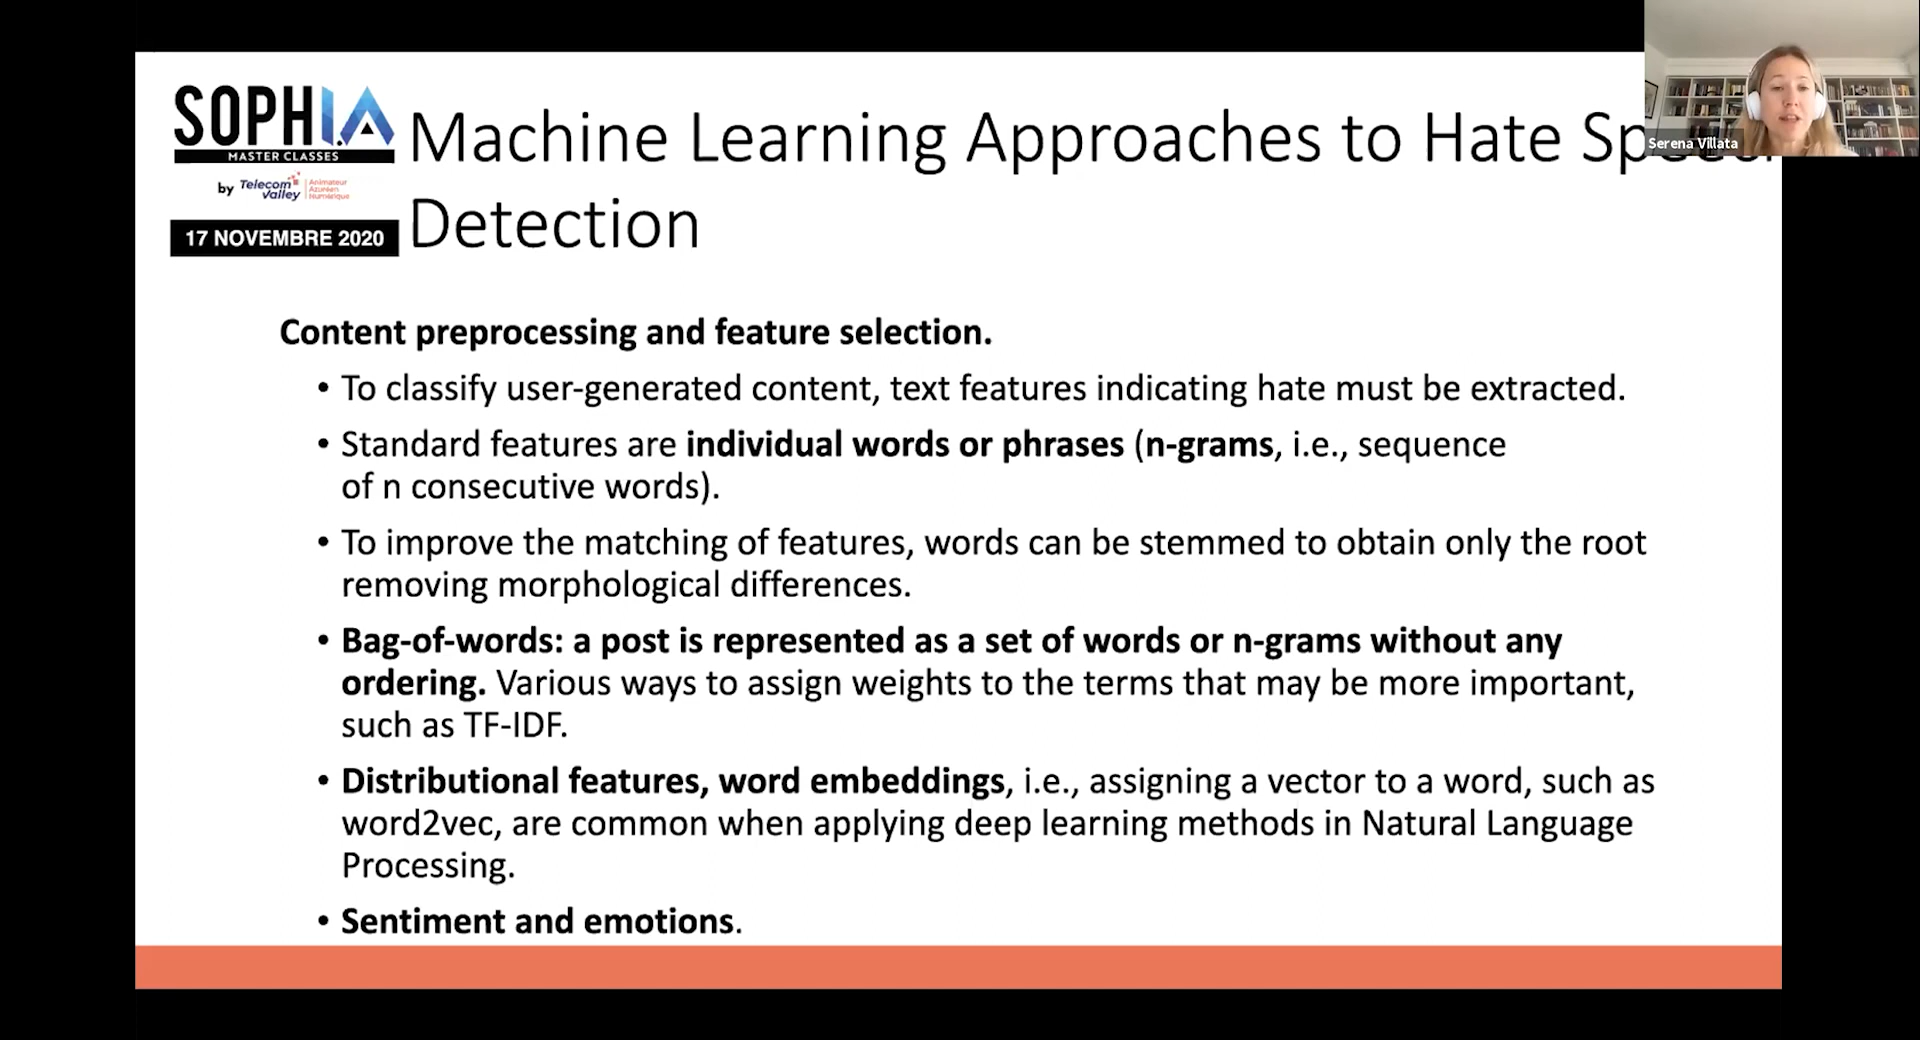 SOPHI.A
MASTER CLASSES
by Telecom Valley
Animateur
Azuréen
Numérique
17 NOVEMBRE 2020
Machine Learning Approaches to Hate
Detection
Serena Villata
Content preprocessing and feature selection.
• To classify user-generated content, text features indicating hate must be extracted.
• Standard features are individual words or phrases (n-grams, i.e., sequence
of n consecutive words).
• To improve the matching of features, words can be stemmed to obtain only the root
removing morphological differences.
• Bag-of-words: a post is represented as a set of words or n-grams without any
ordering. Various ways to assign weights to the terms that may be more important,
such as TF-IDF.
• Distributional features, word embeddings, i.e., assigning a vector to a word, such as
word2vec, are common when applying deep learning methods in Natural Language
Processing.
• Sentiment and emotions.